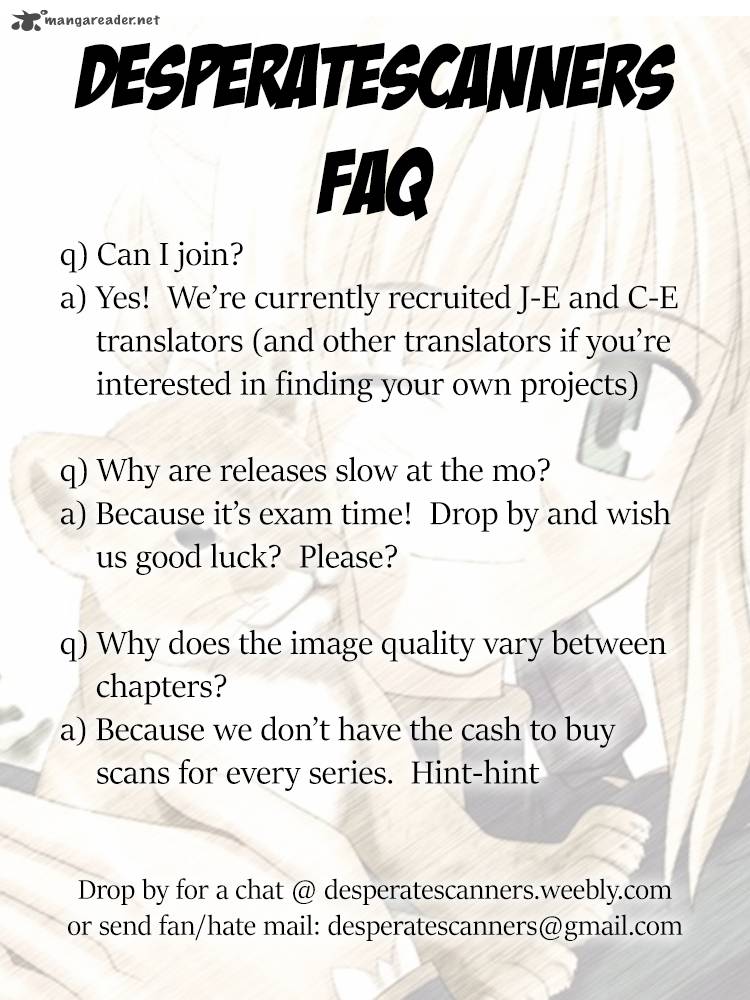 mangareader.net
DESPERATESCANNERS
FAQ
q) Can I join?
a) Yes!  We’re currently recruited J-E and C-E
translators (and other translators if you’re
interested in finding your own projects)
q) Why are releases slow at the mo?
a) Because it’s exam time!  Drop by and wish
us good luck?  Please?
q) Why does the image quality vary between
chapters?
a) Because we don’t have the cash to buy
scans for every series.  Hint-hint
Drop by for a chat @ desperatescanners.weebly.com
or send fan/hate mail: desperatescanners@gmail.com